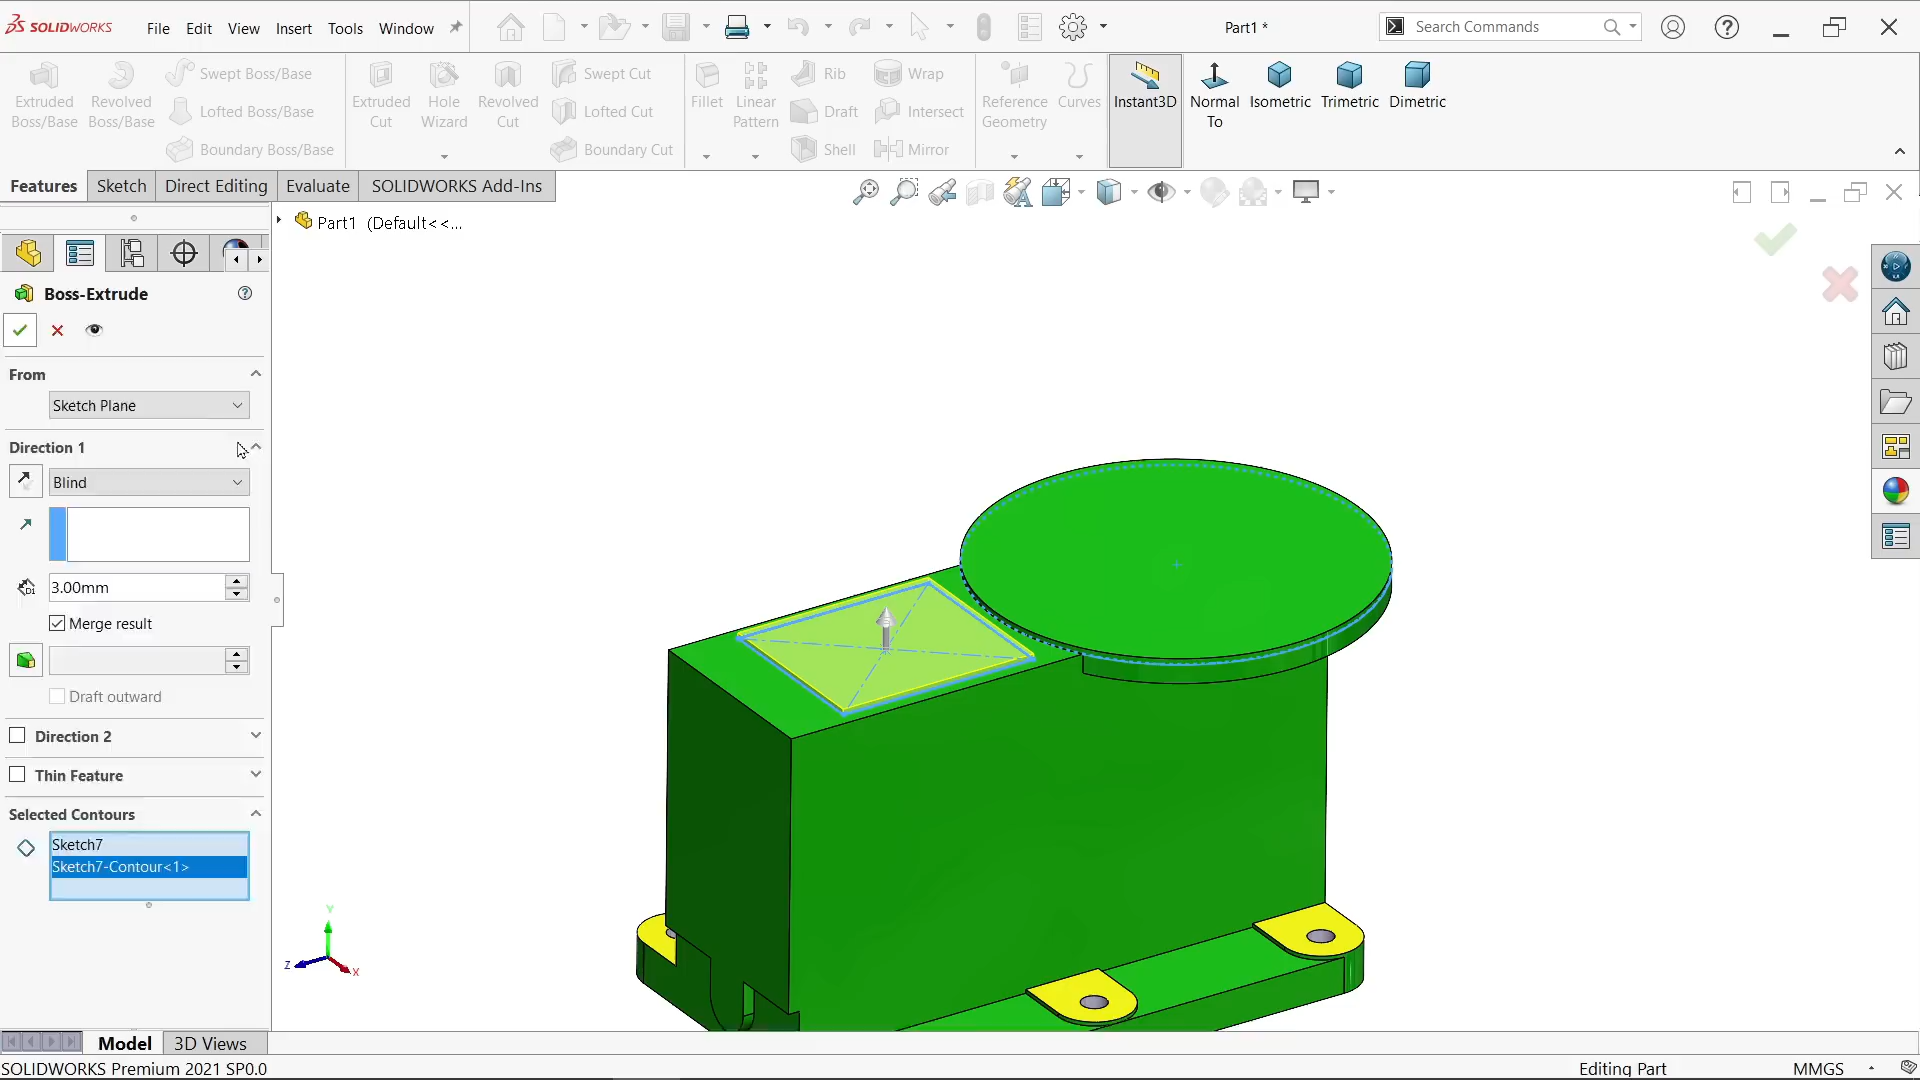 SOLIDWORKS File Edit View Insert Tools Window Part1 * Search Commands
Extruded Boss/Base
Revolved Boss/Base
Swept Boss/Base
Lofted Boss/Base
Boundary Boss/Base
Extruded Cut
Hole Wizard
Revolved Cut
Swept Cut
Lofted Cut
Boundary Cut
Fillet
Linear Pattern
Rib
Draft
Shell
Wrap
Intersect
Mirror
Reference Geometry
Curves
Instant3D
Normal To
Isometric
Trimetric
Dimetric
Features Sketch Direct Editing Evaluate SOLIDWORKS Add-Ins
Part1 (Default<<...
Boss-Extrude
From
Sketch Plane
Direction 1
Blind
D1
3.00mm
Merge result
Draft outward
Direction 2
Thin Feature
Selected Contours
Sketch7
Sketch7-Contour<1>
Y
Z
X
Model 3D Views
SOLIDWORKS Premium 2021 SP0.0 Editing Part MMGS